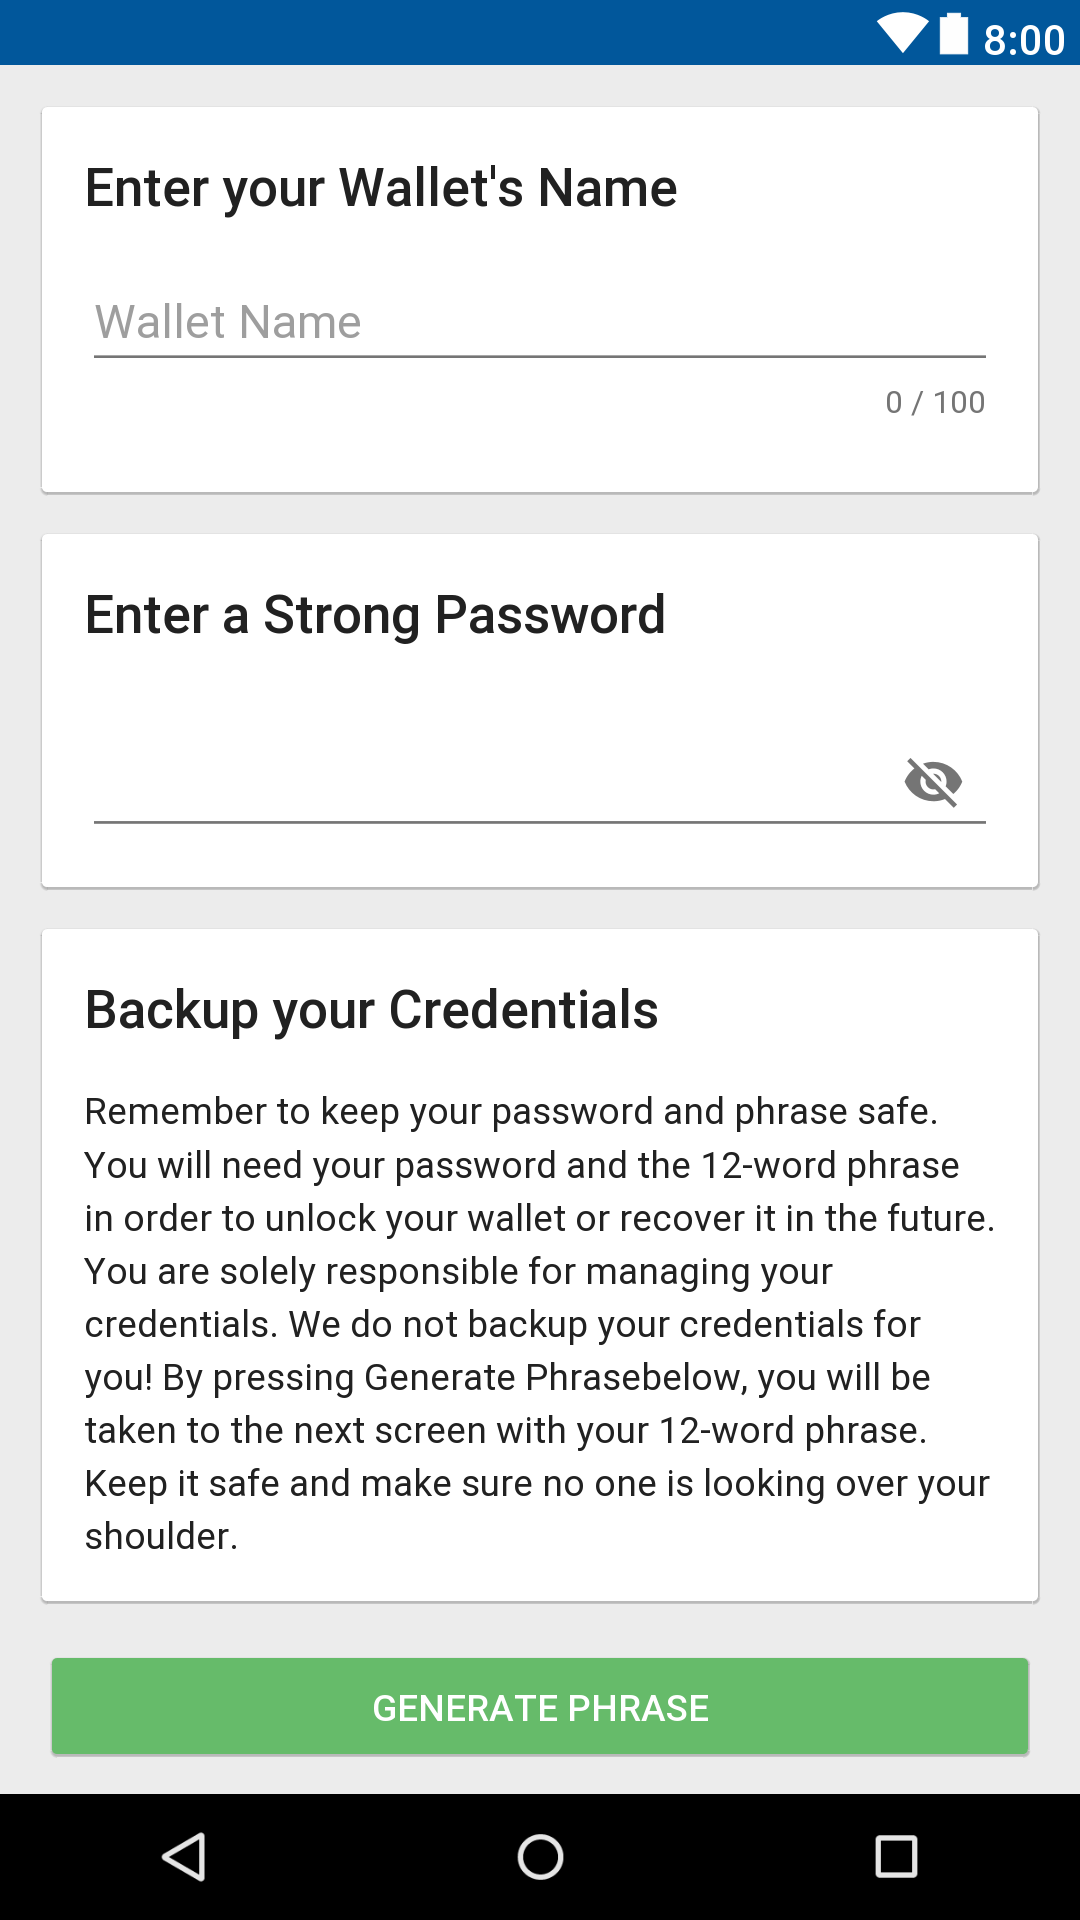 8:00
Enter your Wallet's Name
Wallet Name
0 / 100
Enter a Strong Password
Backup your Credentials
Remember to keep your password and phrase safe.
You will need your password and the 12-word phrase
in order to unlock your wallet or recover it in the future.
You are solely responsible for managing your
credentials. We do not backup your credentials for
you! By pressing Generate Phrasebelow, you will be
taken to the next screen with your 12-word phrase.
Keep it safe and make sure no one is looking over your
shoulder.
GENERATE PHRASE